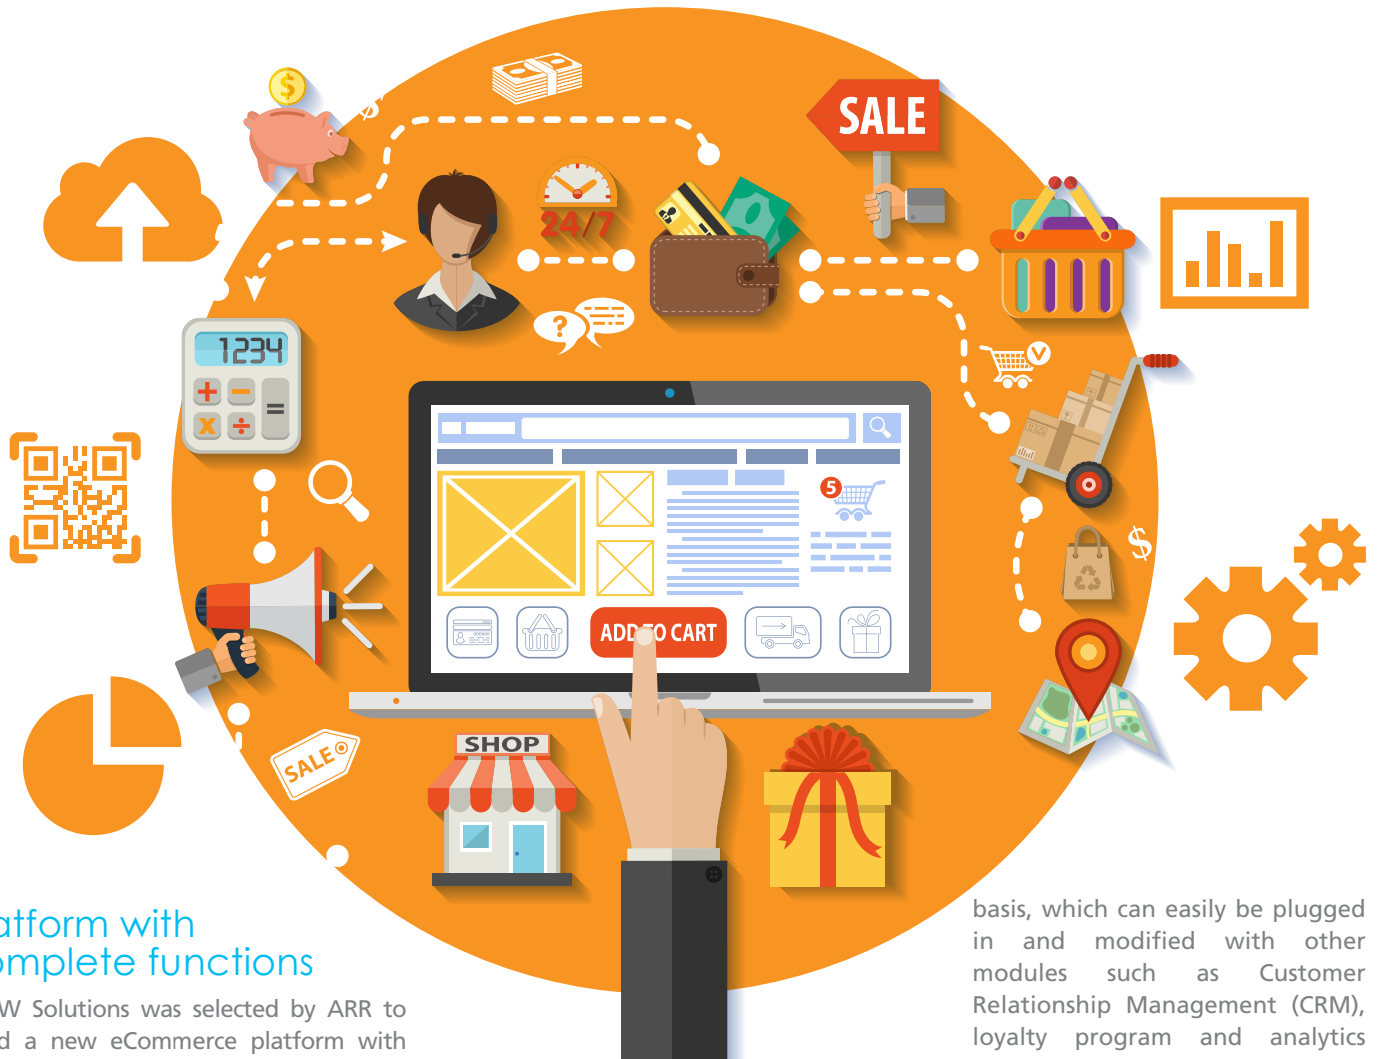 SALE
24/7
?
1234
+ −
x ÷ =
V
5
ADD TO CART
$
SHOP
SALE
atform with
omplete functions
W Solutions was selected by ARR to
d a new eCommerce platform with
basis, which can easily be plugged
in and modified with other
modules such as Customer
Relationship Management (CRM),
loyalty program and analytics